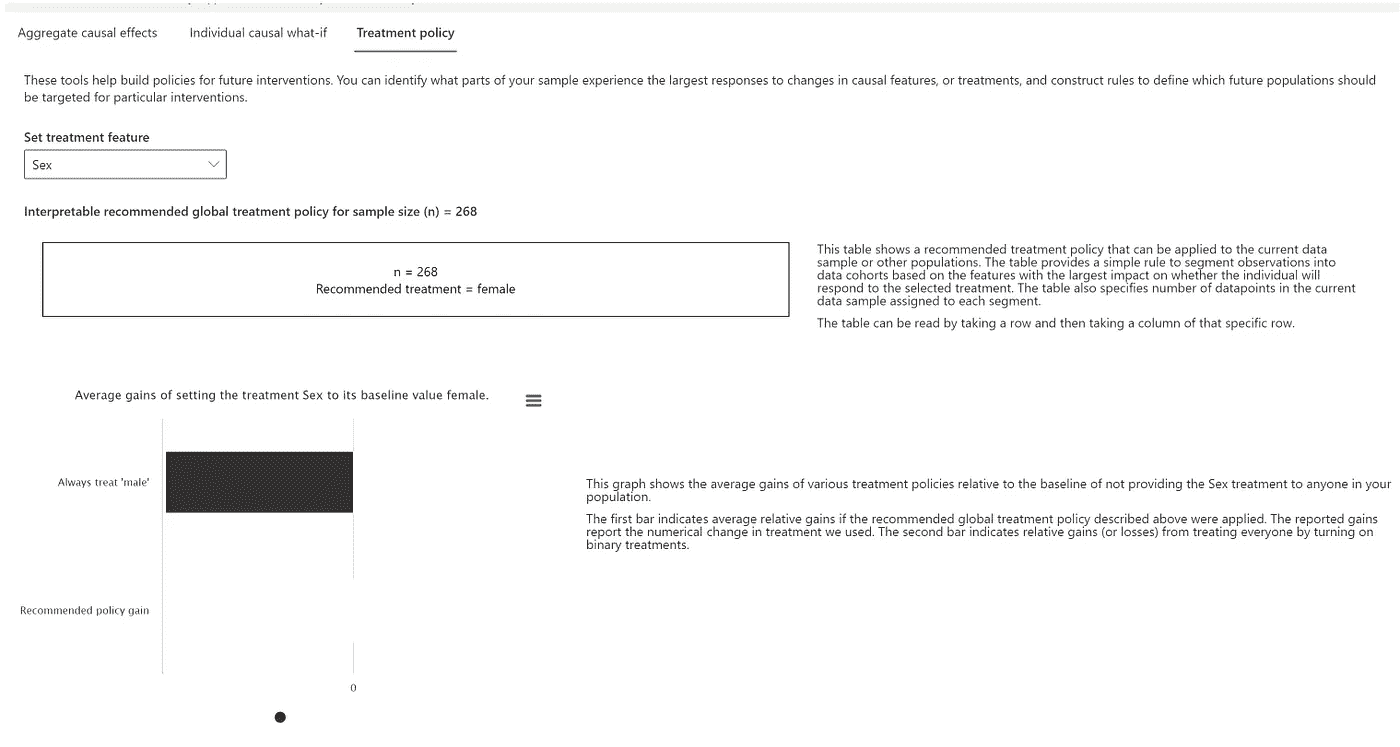 Aggregate causal effects Individual causal what-if Treatment policy
These tools help build policies for future interventions. You can identify what parts of your sample experience the largest responses to changes in causal features, or treatments, and construct rules to define which future populations should
be targeted for particular interventions.
Set treatment feature
Sex
Interpretable recommended global treatment policy for sample size (n) = 268
n = 268
Recommended treatment = female
This table shows a recommended treatment policy that can be applied to the current data
sample or other populations. The table provides a simple rule to segment observations into
data cohorts based on the features with the largest impact on whether the individual will
respond to the selected treatment. The table also specifies number of datapoints in the current
data sample assigned to each segment.
The table can be read by taking a row and then taking a column of that specific row.
Average gains of setting the treatment Sex to its baseline value female.
Always treat 'male'
Recommended policy gain
0
This graph shows the average gains of various treatment policies relative to the baseline of not providing the Sex treatment to anyone in your
population.
The first bar indicates average relative gains if the recommended global treatment policy described above were applied. The reported gains
report the numerical change in treatment we used. The second bar indicates relative gains (or losses) from treating everyone by turning on
binary treatments.